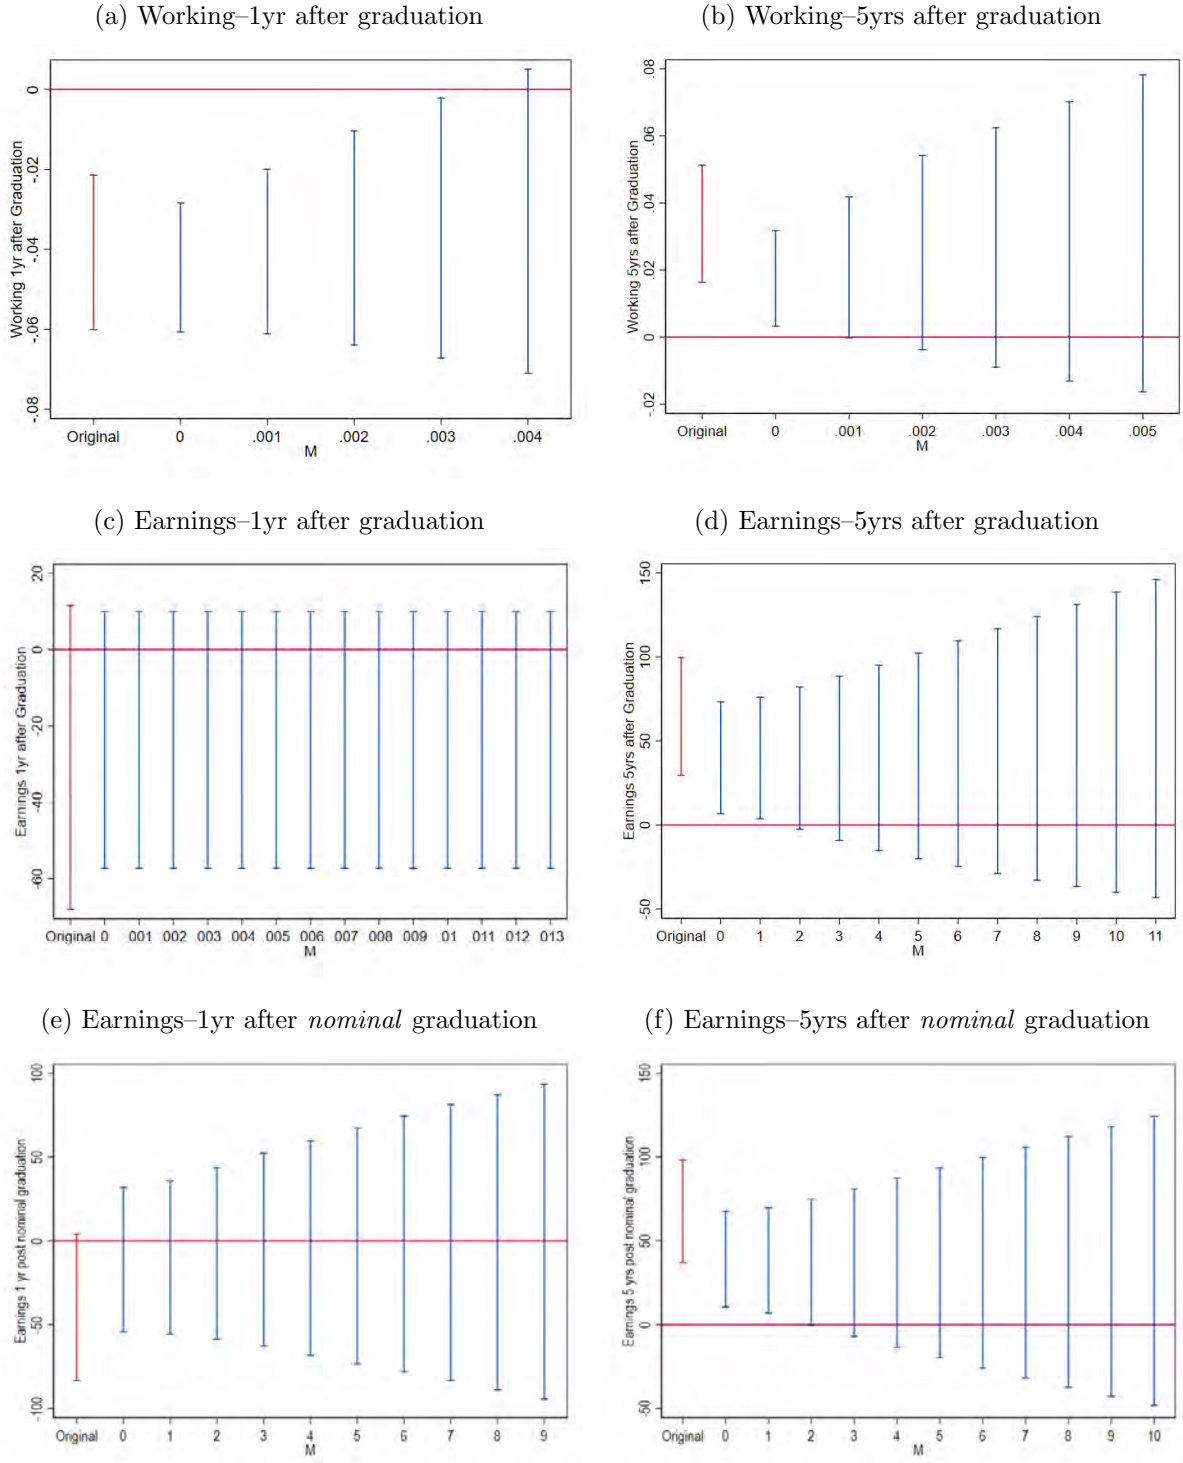 (a) Working–1yr after graduation
Working 1yr after Graduation
0
-.02
-.04
-.06
-.08
Original 0 .001 .002 .003 .004
M
(b) Working–5yrs after graduation
Working 5yrs after Graduation
.08
.06
.04
.02
0
-.02
Original 0 .001 .002 .003 .004 .005
M
(c) Earnings–1yr after graduation
Earnings 1yr after Graduation
20
0
-20
-40
-60
Original 0 .001 .002 .003 .004 .005 .006 .007 .008 .009 .01 .011 .012 .013
M
(d) Earnings–5yrs after graduation
Earnings 5yrs after Graduation
150
100
50
0
-50
Original 0 1 2 3 4 5 6 7 8 9 10 11
M
(e) Earnings–1yr after nominal graduation
Earnings 1 yr post nominal graduation
100
50
0
-50
-100
Original 0 1 2 3 4 5 6 7 8 9
M
(f) Earnings–5yrs after nominal graduation
Earnings 5 yrs post nominal graduation
150
100
50
0
-50
Original 0 1 2 3 4 5 6 7 8 9 10
M